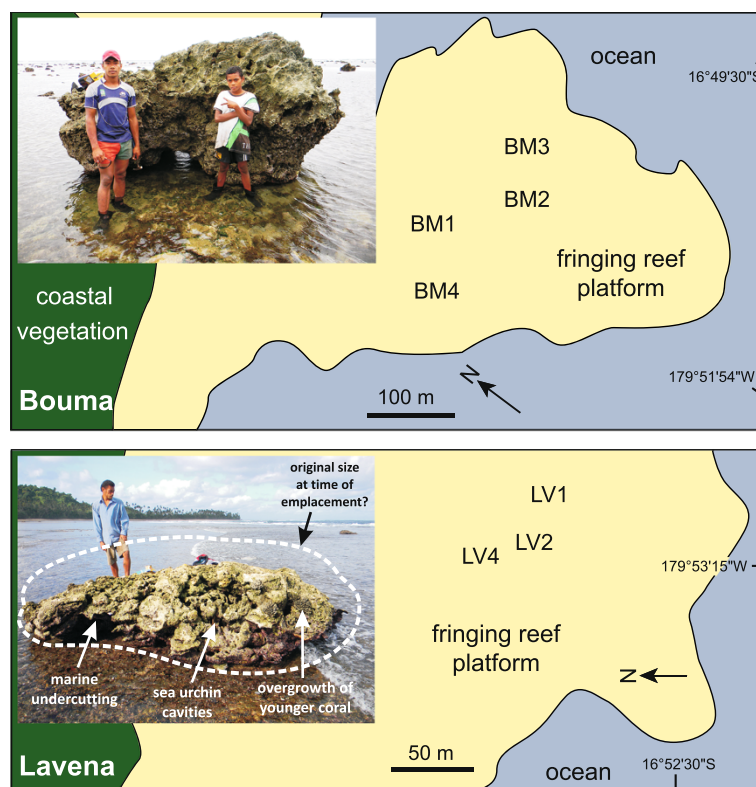 ocean
16°49'30"S
BM3
BM2
BM1
fringing reef
platform
BM4
coastal
vegetation
179°51'54"W
N
100 m
Bouma
original size
at time of
emplacement?
LV1
LV2
LV4
179°53'15"W
fringing reef
platform
N
marine
undercutting
sea urchin
cavities
overgrowth of
younger coral
50 m
Lavena
ocean
16°52'30"S